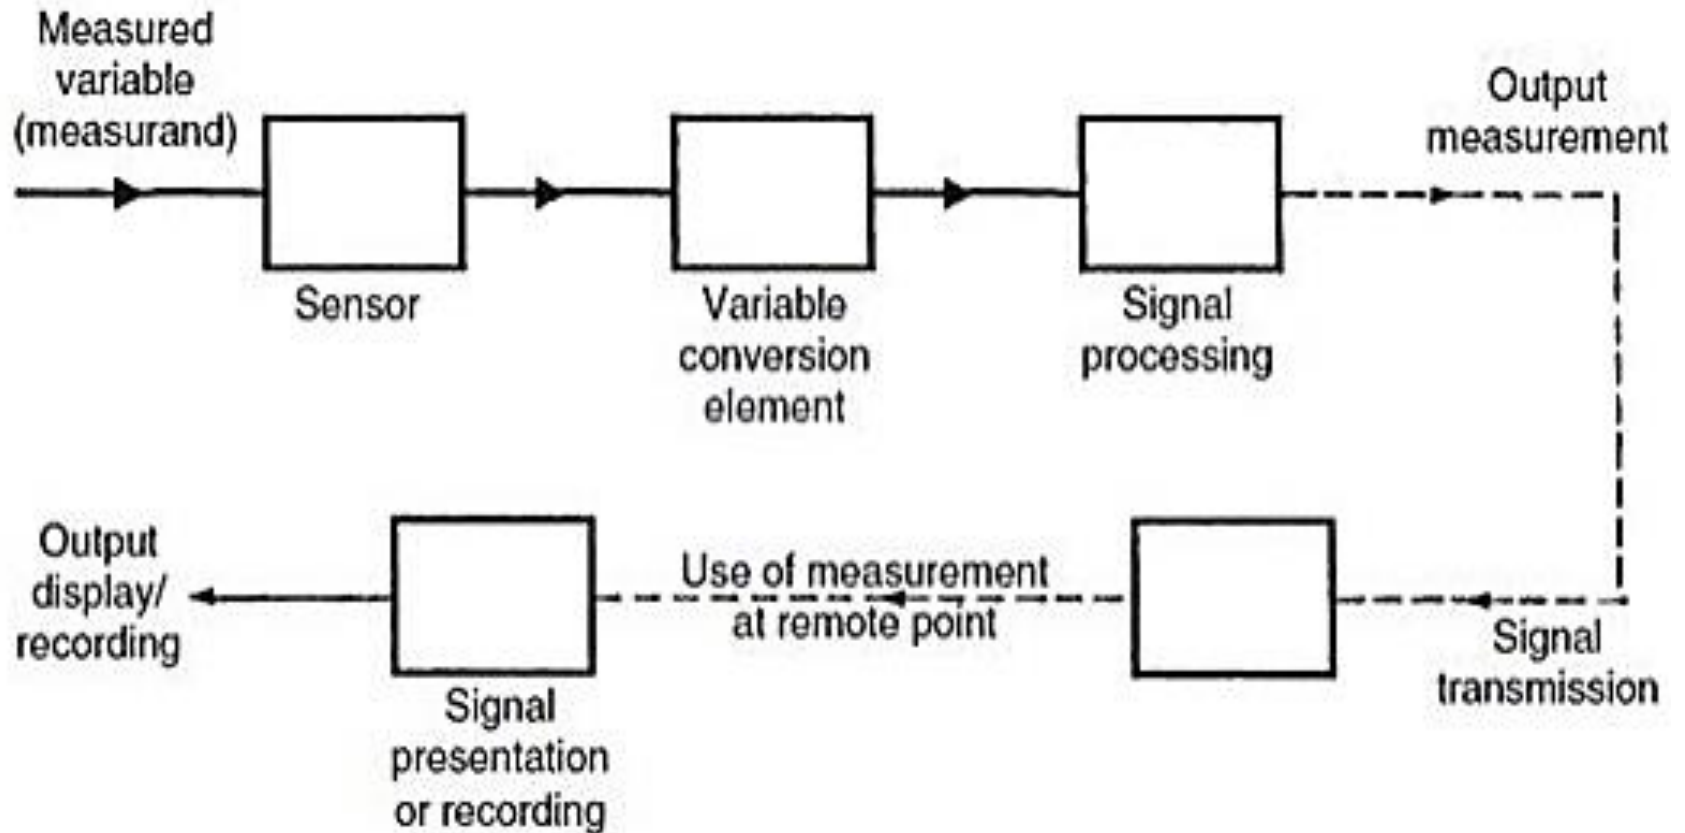 Measured
variable
(measurand)
Output
measurement
Sensor
Variable
conversion
element
Signal
processing
Output
display/
recording
Use of measurement
at remote point
Signal
transmission
Signal
presentation
or recording